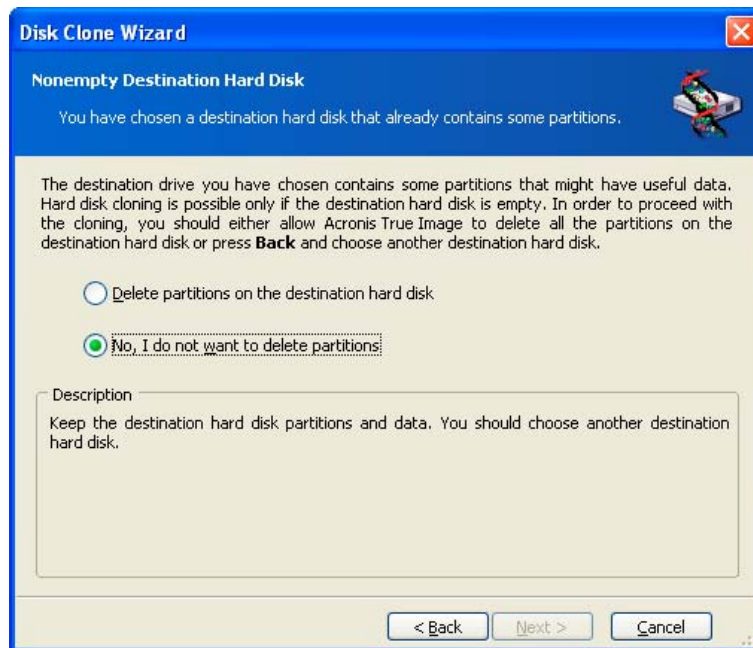 Disk Clone Wizard
Nonempty Destination Hard Disk
You have chosen a destination hard disk that already contains some partitions.
The destination drive you have chosen contains some partitions that might have useful data.
Hard disk cloning is possible only if the destination hard disk is empty. In order to proceed with
the cloning, you should either allow Acronis True Image to delete all the partitions on the
destination hard disk or press Back and choose another destination hard disk.
Delete partitions on the destination hard disk
No, I do not want to delete partitions
Description
Keep the destination hard disk partitions and data. You should choose another destination
hard disk.
< Back Next > Cancel